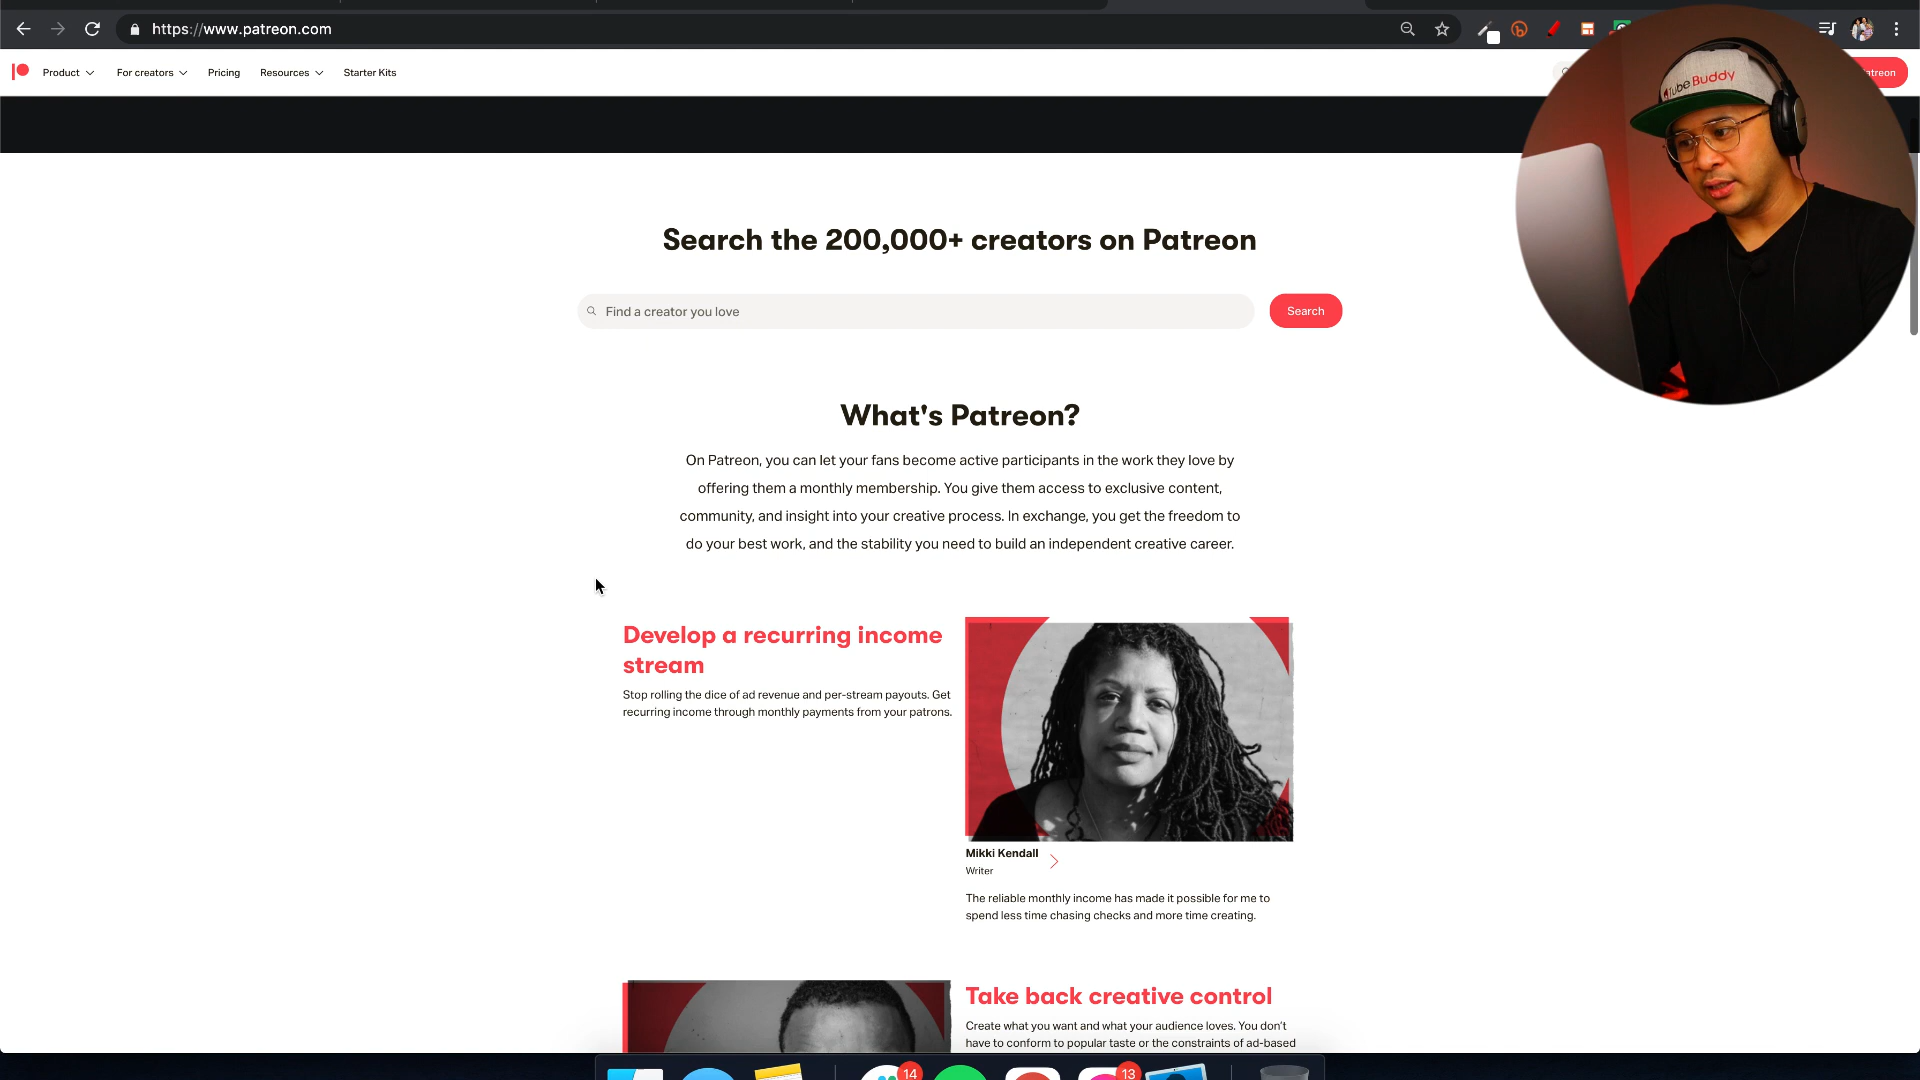 https://www.patreon.com
Product
For creators
Pricing
Resources
Starter Kits
Tube Buddy
Search the 200,000+ creators on Patreon
Find a creator you love
Search
What's Patreon?
On Patreon, you can let your fans become active participants in the work they love by
offering them a monthly membership. You give them access to exclusive content,
community, and insight into your creative process. In exchange, you get the freedom to
do your best work, and the stability you need to build an independent creative career.
Develop a recurring income
stream
Stop rolling the dice of ad revenue and per-stream payouts. Get
recurring income through monthly payments from your patrons.
Mikki Kendall
Writer
The reliable monthly income has made it possible for me to
spend less time chasing checks and more time creating.
Take back creative control
Create what you want and what your audience loves. You don't
have to conform to popular taste or the constraints of ad-based
14
13